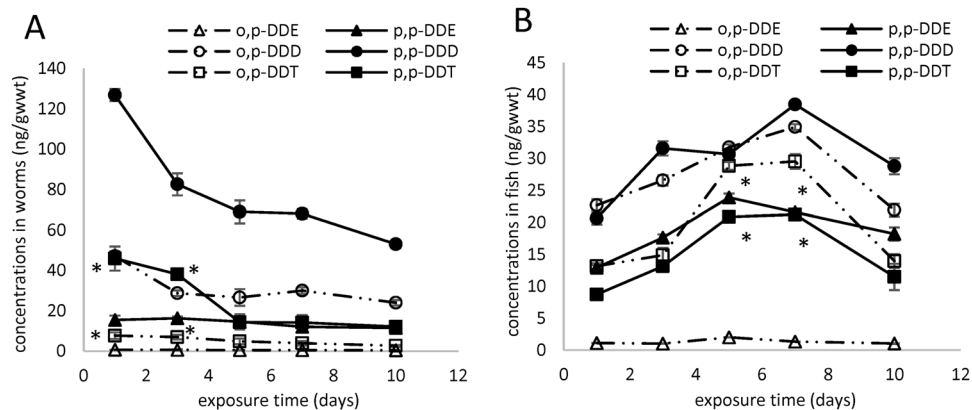 A
o,p-DDE p,p-DDE
o,p-DDD p,p-DDD
o,p-DDT p,p-DDT
concentrations in worms (ng/gwwt)
140
120
100
80
60
40
20
0
* *
* *
0 2 4 6 8 10 12
exposure time (days)
B
o,p-DDE p,p-DDE
o,p-DDD p,p-DDD
o,p-DDT p,p-DDT
concentrations in fish (ng/gwwt)
45
40
35
30
25
20
15
10
5
0
* *
* *
0 2 4 6 8 10 12
exposure time (days)